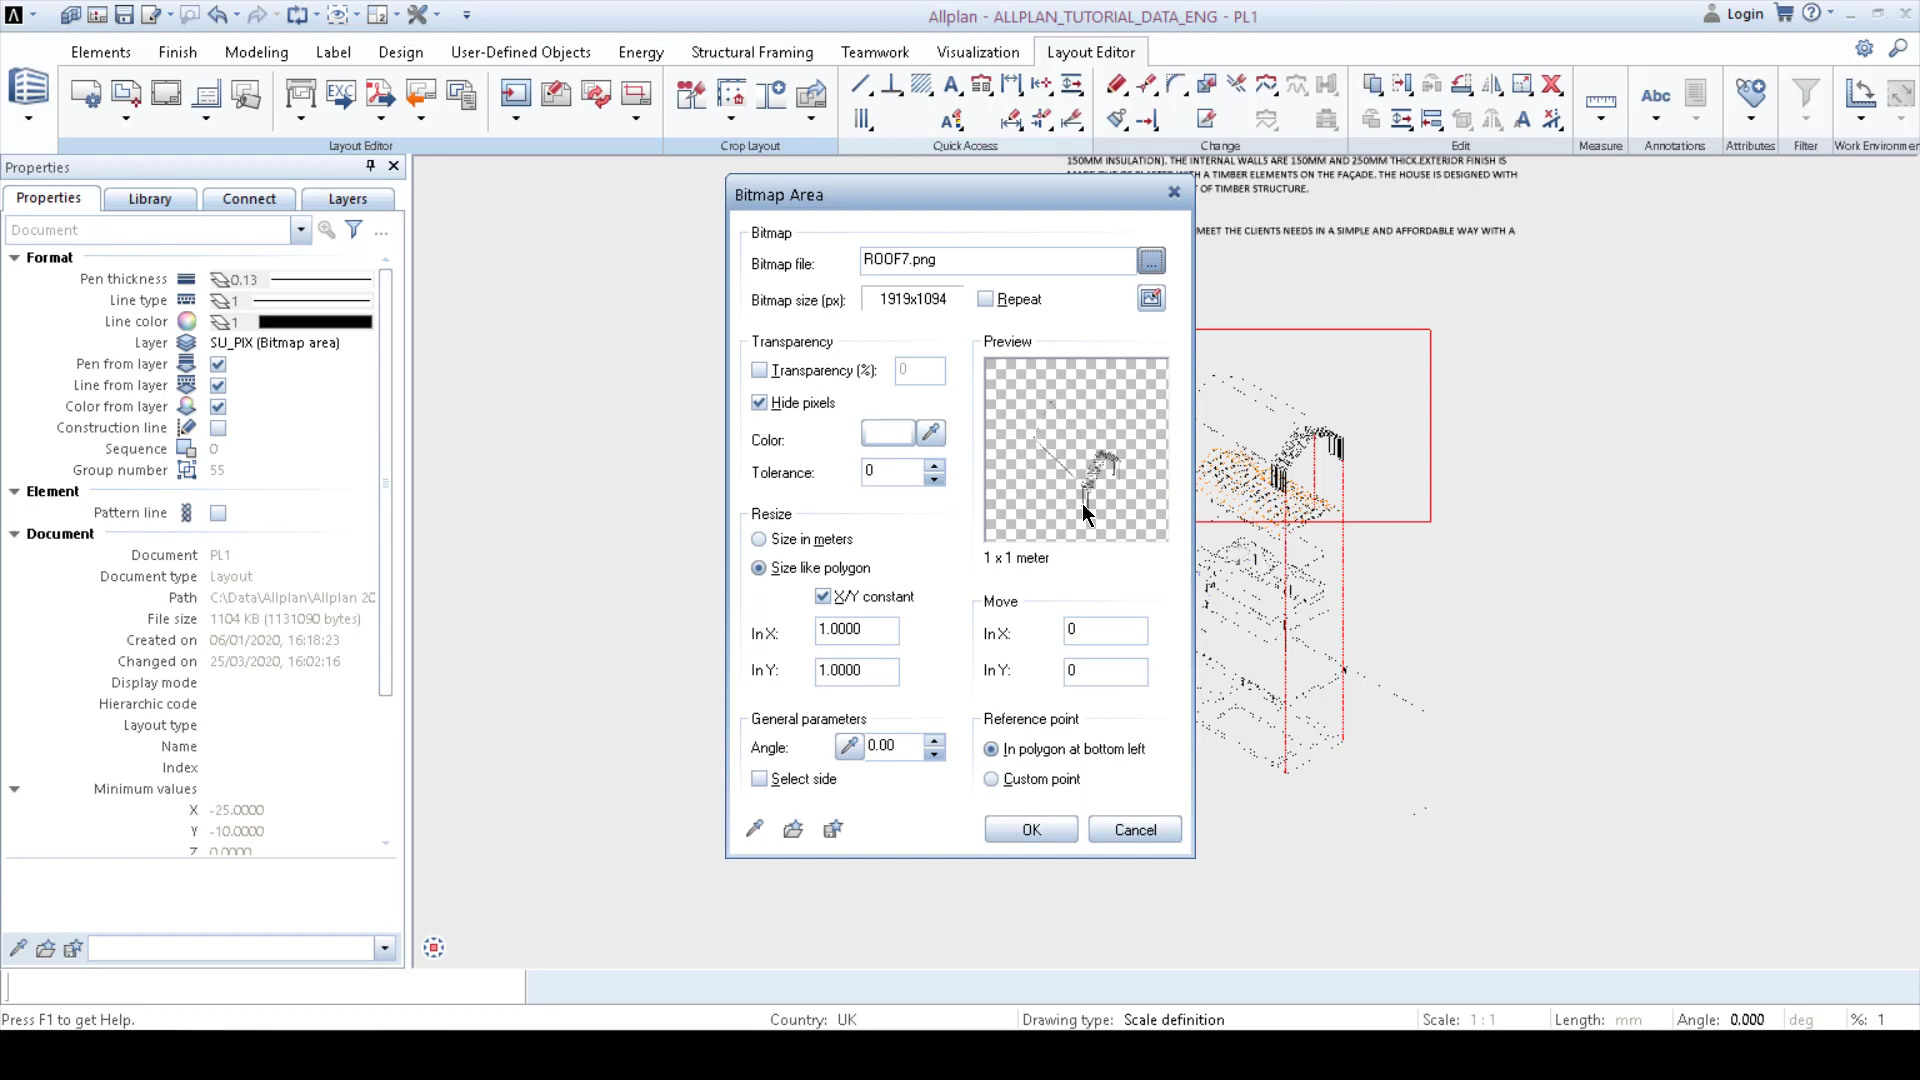 Allplan - ALLPLAN_TUTORIAL_DATA_ENG - PL1
Login
Elements Finish Modeling Label Design User-Defined Objects Energy Structural Framing Teamwork Visualization Layout Editor
EXC
Abc
Layout Editor Crop Layout Quick Access Change Edit Measure Annotations Attributes Filter Work Environmen
Properties
Properties Library Connect Layers
Document
Format
Pen thickness 0.13
Line type 1
Line color 1
Layer SU_PIX (Bitmap area)
Pen from layer
Line from layer
Color from layer
Construction line
Sequence 0
Group number 55
Element
Pattern line
Document
Document PL1
Document type Layout
Path C:\Data\Allplan\Allplan 20
File size 1104 KB (1131090 bytes)
Created on 06/01/2020, 16:18:23
Changed on 25/03/2020, 16:02:16
Display mode
Hierarchic code
Layout type
Name
Index
Minimum values
X -25.0000
Y -10.0000
Z 0.0000
150MM INSULATION). THE INTERNAL WALLS ARE 150MM AND 250MM THICK.EXTERIOR FINISH IS
WITH A TIMBER ELEMENTS ON THE FAÇADE. THE HOUSE IS DESIGNED WITH
OF TIMBER STRUCTURE.
MEET THE CLIENTS NEEDS IN A SIMPLE AND AFFORDABLE WAY WITH A
Bitmap Area
Bitmap
Bitmap file: ROOF7.png ...
Bitmap size (px): 1919x1094 Repeat
Transparency
Transparency (%): 0
Hide pixels
Color:
Tolerance: 0
Preview
1 x 1 meter
Resize
Size in meters
Size like polygon
X/Y constant
In X: 1.0000
In Y: 1.0000
Move
In X: 0
In Y: 0
General parameters
Angle: 0.00
Select side
Reference point
In polygon at bottom left
Custom point
OK Cancel
Press F1 to get Help. Country: UK Drawing type: Scale definition Scale: 1 : 1 Length: mm Angle: 0.000 deg %: 1